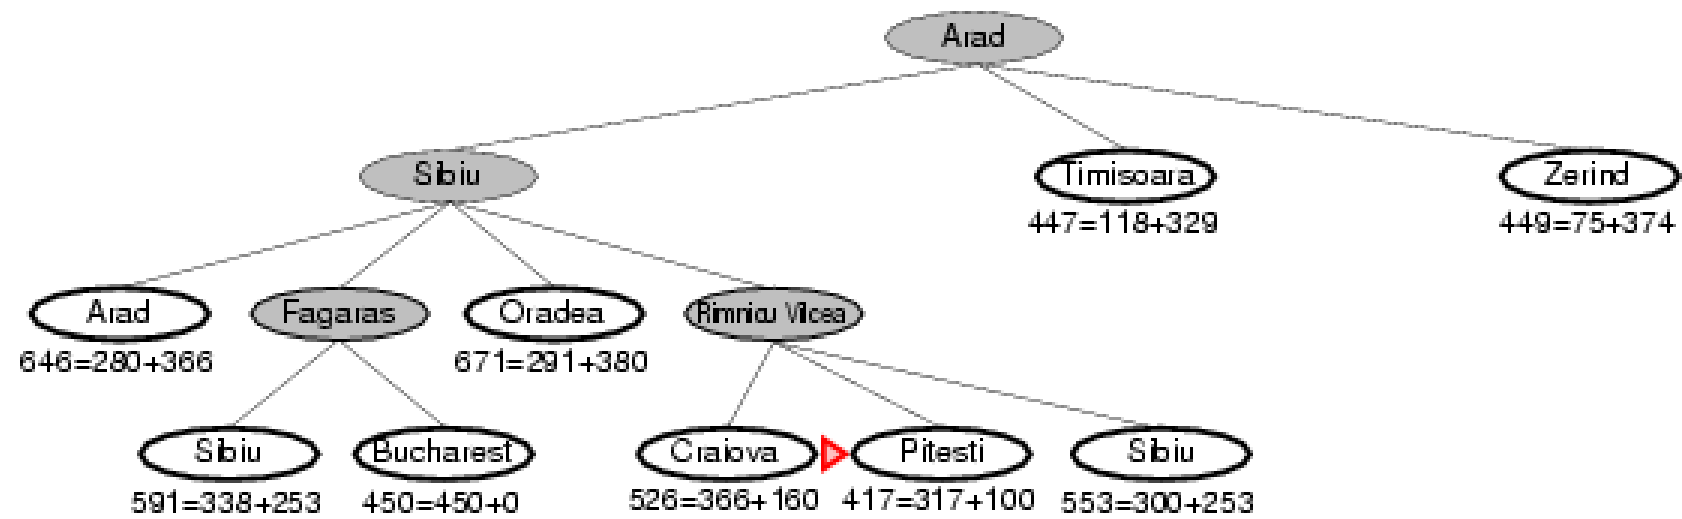 Arad
Sibiu
Timisoara
Zerind
447=118+329
449=75+374
Arad
Fagaras
Oradea
Rimnicu Vilcea
646=280+366
671=291+380
Sibiu
Bucharest
Craiova
Pitesti
Sibiu
591=338+253
450=450+0
526=366+160
417=317+100
553=300+253